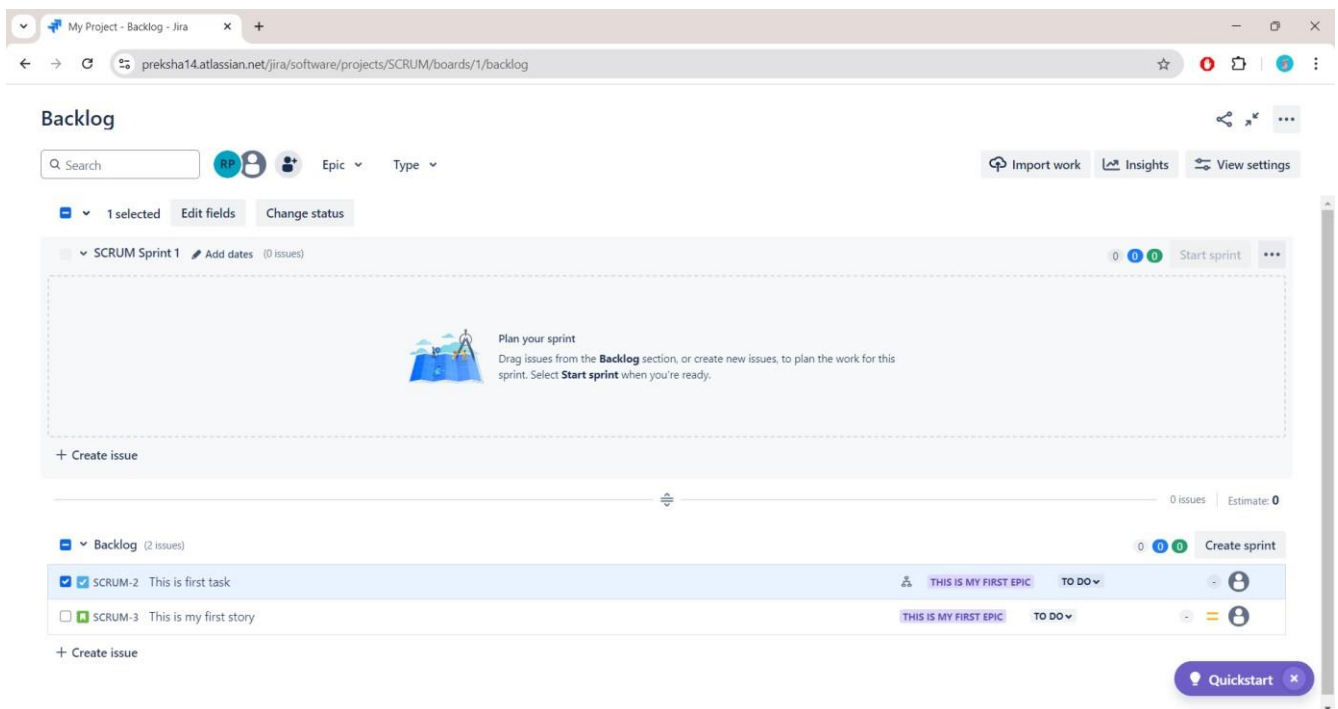 My Project - Backlog - Jira
preksha14.atlassian.net/jira/software/projects/SCRUM/boards/1/backlog
Backlog
Search RP Epic Type Import work Insights View settings
1 selected Edit fields Change status
SCRUM Sprint 1 Add dates (0 issues) 0 0 0 Start sprint
Plan your sprint
Drag issues from the Backlog section, or create new issues, to plan the work for this
sprint. Select Start sprint when you're ready.
+ Create issue
0 issues Estimate: 0
Backlog (2 issues) 0 0 0 Create sprint
SCRUM-2 This is first task THIS IS MY FIRST EPIC TO DO -
SCRUM-3 This is my first story THIS IS MY FIRST EPIC TO DO -
+ Create issue
Quickstart